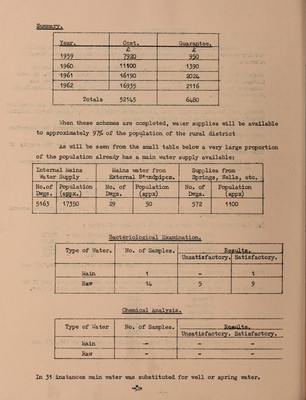 Summary.
Year. Cost. Guarantee.
£ £
1959 7920 950
1960 11100 1390
1961 16190 2024
1962 16935 2116
Totals 52145 6480
When these schemes are completed, water supplies will be available
to approximately 97% of the population of the rural district
As will be seen from the small table below a very large proportion
of the population already has a main water supply available:
Internal Mains Mains water from Supplies from
Water Supply External Standpipes. Springs, Wells, etc.
No.of Population No. of Population No. of Population
Dwgs. (appx.) Dwgs. (appx) Dwgs. (appx)
5163 17350 29 50 572 1100
Bacteriological Examination.
Type of Water. No. of Samples. Results.
Unsatisfactory. Satisfactory.
Main 1 - 1
Raw 14 5 9
Chemical Analysis.
Type of Water No. of Samples. Results.
Unsatisfactory. Satisfactory.
Main - - -
Raw - - -
In 31 instances main water was substituted for well or spring water.